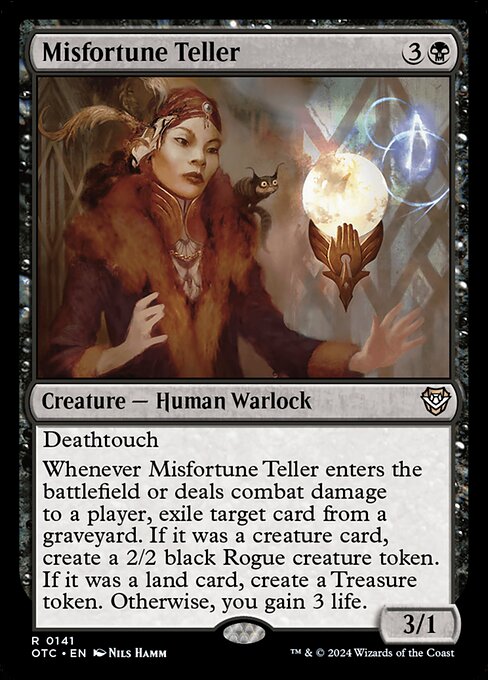 Misfortune Teller 3
Creature — Human Warlock
Deathtouch
Whenever Misfortune Teller enters the
battlefield or deals combat damage
to a player, exile target card from a
graveyard. If it was a creature card,
create a 2/2 black Rogue creature token.
If it was a land card, create a Treasure
token. Otherwise, you gain 3 life.
3/1
R 0141
OTC • EN Nils Hamm
™ & © 2024 Wizards of the Coast